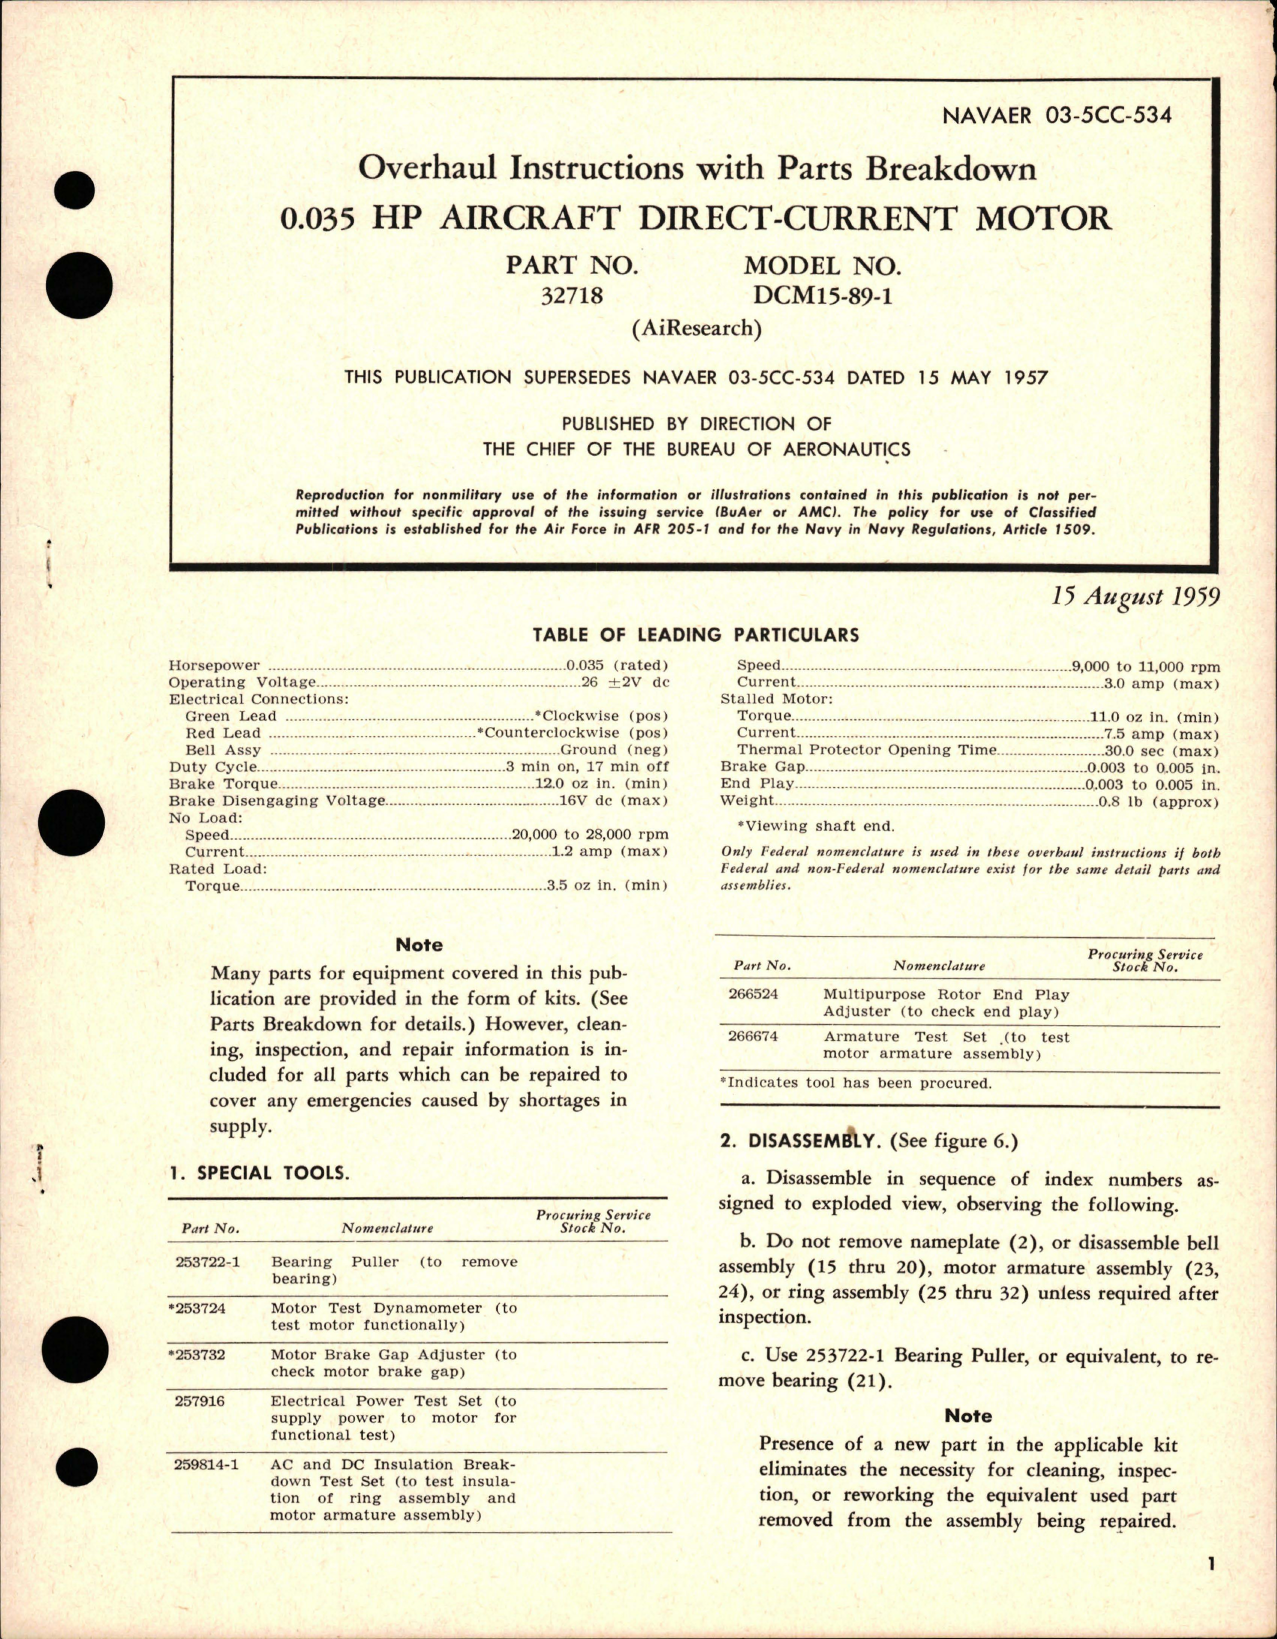 NAVAER 03-5CC-534
Overhaul Instructions with Parts Breakdown
0.035 HP AIRCRAFT DIRECT-CURRENT MOTOR
PART NO. MODEL NO.
32718 DCM15-89-1
(AiResearch)
THIS PUBLICATION SUPERSEDES NAVAER 03-5CC-534 DATED 15 MAY 1957
PUBLISHED BY DIRECTION OF
THE CHIEF OF THE BUREAU OF AERONAUTICS
Reproduction for nonmilitary use of the information or illustrations contained in this publication is not per-
mitted without specific approval of the issuing service (BuAer or AMC). The policy for use of Classified
Publications is established for the Air Force in AFR 205-1 and for the Navy in Navy Regulations, Article 1509.
15 August 1959
TABLE OF LEADING PARTICULARS
Horsepower 0.035 (rated)
Operating Voltage 26 ±2V dc
Electrical Connections:
Green Lead *Clockwise (pos)
Red Lead *Counterclockwise (pos)
Bell Assy Ground (neg)
Duty Cycle 3 min on, 17 min off
Brake Torque 12.0 oz in. (min)
Brake Disengaging Voltage 16V dc (max)
No Load:
Speed 20,000 to 28,000 rpm
Current 1.2 amp (max)
Rated Load:
Torque 3.5 oz in. (min)
Speed 9,000 to 11,000 rpm
Current 3.0 amp (max)
Stalled Motor:
Torque 11.0 oz in. (min)
Current 7.5 amp (max)
Thermal Protector Opening Time 30.0 sec (max)
Brake Gap 0.003 to 0.005 in.
End Play 0.003 to 0.005 in.
Weight 0.8 lb (approx)
*Viewing shaft end.
Only Federal nomenclature is used in these overhaul instructions if both
Federal and non-Federal nomenclature exist for the same detail parts and
assemblies.
Note
Many parts for equipment covered in this pub-
lication are provided in the form of kits. (See
Parts Breakdown for details.) However, clean-
ing, inspection, and repair information is in-
cluded for all parts which can be repaired to
cover any emergencies caused by shortages in
supply.
1. SPECIAL TOOLS.
Part No. Nomenclature Procuring Service
Stock No.
253722-1 Bearing Puller (to remove
bearing)
*253724 Motor Test Dynamometer (to
test motor functionally)
*253732 Motor Brake Gap Adjuster (to
check motor brake gap)
257916 Electrical Power Test Set (to
supply power to motor for
functional test)
259814-1 AC and DC Insulation Break-
down Test Set (to test insula-
tion of ring assembly and
motor armature assembly)
Part No. Nomenclature Procuring Service
Stock No.
266524 Multipurpose Rotor End Play
Adjuster (to check end play)
266674 Armature Test Set (to test
motor armature assembly)
*Indicates tool has been procured.
2. DISASSEMBLY. (See figure 6.)
a. Disassemble in sequence of index numbers as-
signed to exploded view, observing the following.
b. Do not remove nameplate (2), or disassemble bell
assembly (15 thru 20), motor armature assembly (23,
24), or ring assembly (25 thru 32) unless required after
inspection.
c. Use 253722-1 Bearing Puller, or equivalent, to re-
move bearing (21).
Note
Presence of a new part in the applicable kit
eliminates the necessity for cleaning, inspec-
tion, or reworking the equivalent used part
removed from the assembly being repaired.
1